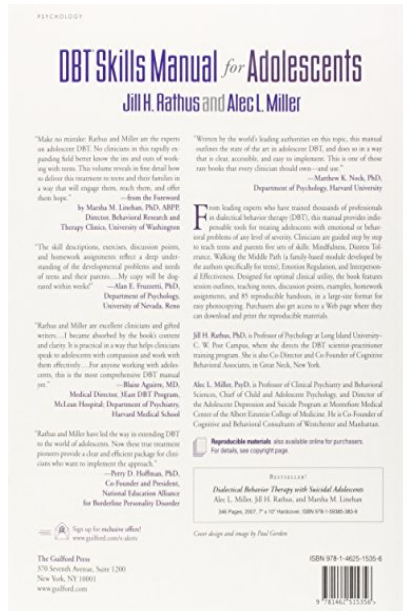 PSYCHOLOGY
DBT® Skills Manual for Adolescents
Jill H. Rathus and Alec L. Miller
"Make no mistake: Rathus and Miller are the experts
on adolescent DBT. No clinicians in this rapidly ex-
panding field better know the ins and outs of work-
ing with teens. This volume reveals in fine detail how
to deliver this treatment to teens and their families in
a way that will engage them, reach them, and offer
them hope." —from the Foreword
by Marsha M. Linehan, PhD, ABPP,
Director, Behavioral Research and
Therapy Clinics, University of Washington
"The skill descriptions, exercises, discussion points,
and homework assignments reflect a deep under-
standing of the developmental problems and needs
of teens and their parents....My copy will be dog-
eared within weeks!" —Alan E. Fruzzetti, PhD,
Department of Psychology,
University of Nevada, Reno
"Rathus and Miller are excellent clinicians and gifted
writers....I became absorbed by the book's content
and clarity. It is practical in a way that helps clinicians
speak to adolescents with compassion and work with
them effectively....For anyone working with adoles-
cents, this is the most comprehensive DBT manual
yet." —Blaise Aguirre, MD,
Medical Director, 3East DBT Program,
McLean Hospital; Department of Psychiatry,
Harvard Medical School
"Rathus and Miller have led the way in extending DBT
to the world of adolescents. Now these true treatment
pioneers provide a clear and efficient package for clini-
cians who want to implement the approach."
—Perry D. Hoffman, PhD,
Co-Founder and President,
National Education Alliance
for Borderline Personality Disorder
Sign up for exclusive offers!
www.guilford.com/e-alerts
The Guilford Press
370 Seventh Avenue, Suite 1200
New York, NY 10001
www.guilford.com
"Written by the world's leading authorities on this topic, this manual
outlines the state of the art in adolescent DBT, and does so in a way
that is clear, accessible, and easy to implement. This is one of those
rare books that every clinician should own—and use."
—Matthew K. Nock, PhD,
Department of Psychology, Harvard University
From leading experts who have trained thousands of professionals
in dialectical behavior therapy (DBT), this manual provides indis-
pensable tools for treating adolescents with emotional or behav-
ioral problems of any level of severity. Clinicians are guided step by step
to teach teens and parents five sets of skills: Mindfulness, Distress Tol-
erance, Walking the Middle Path (a family-based module developed by
the authors specifically for teens), Emotion Regulation, and Interperson-
al Effectiveness. Designed for optimal clinical utility, the book features
session outlines, teaching notes, discussion points, examples, homework
assignments, and 85 reproducible handouts, in a large-size format for
easy photocopying. Purchasers also get access to a Web page where they
can download and print the reproducible materials.
Jill H. Rathus, PhD, is Professor of Psychology at Long Island University–
C. W. Post Campus, where she directs the DBT scientist-practitioner
training program. She is also Co-Director and Co-Founder of Cognitive
Behavioral Associates, in Great Neck, New York.
Alec L. Miller, PsyD, is Professor of Clinical Psychiatry and Behavioral
Sciences, Chief of Child and Adolescent Psychology, and Director of
the Adolescent Depression and Suicide Program at Montefiore Medical
Center of the Albert Einstein College of Medicine. He is Co-Founder of
Cognitive and Behavioral Consultants of Westchester and Manhattan.
Reproducible materials also available online for purchasers.
For details, see copyright page.
BESTSELLER!
Dialectical Behavior Therapy with Suicidal Adolescents
Alec L. Miller, Jill H. Rathus, and Marsha M. Linehan
346 Pages, 2007, 7" x 10" Hardcover, ISBN 978-1-59385-383-9
Cover design and image by Paul Gordon
ISBN 978-1-4625-1535-6
9 781462 515356 >